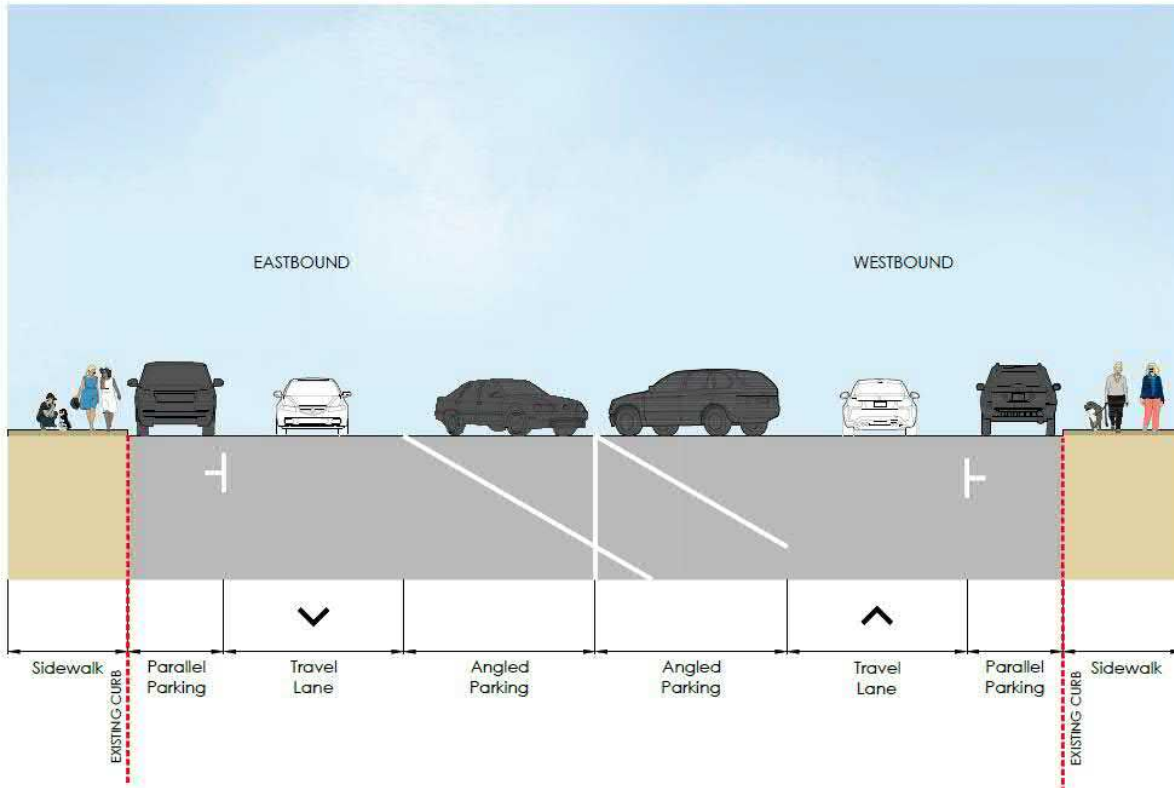 EASTBOUND
WESTBOUND
Sidewalk
EXISTING CURB
Parallel
Parking
Travel
Lane
Angled
Parking
Angled
Parking
Travel
Lane
Parallel
Parking
EXISTING CURB
Sidewalk